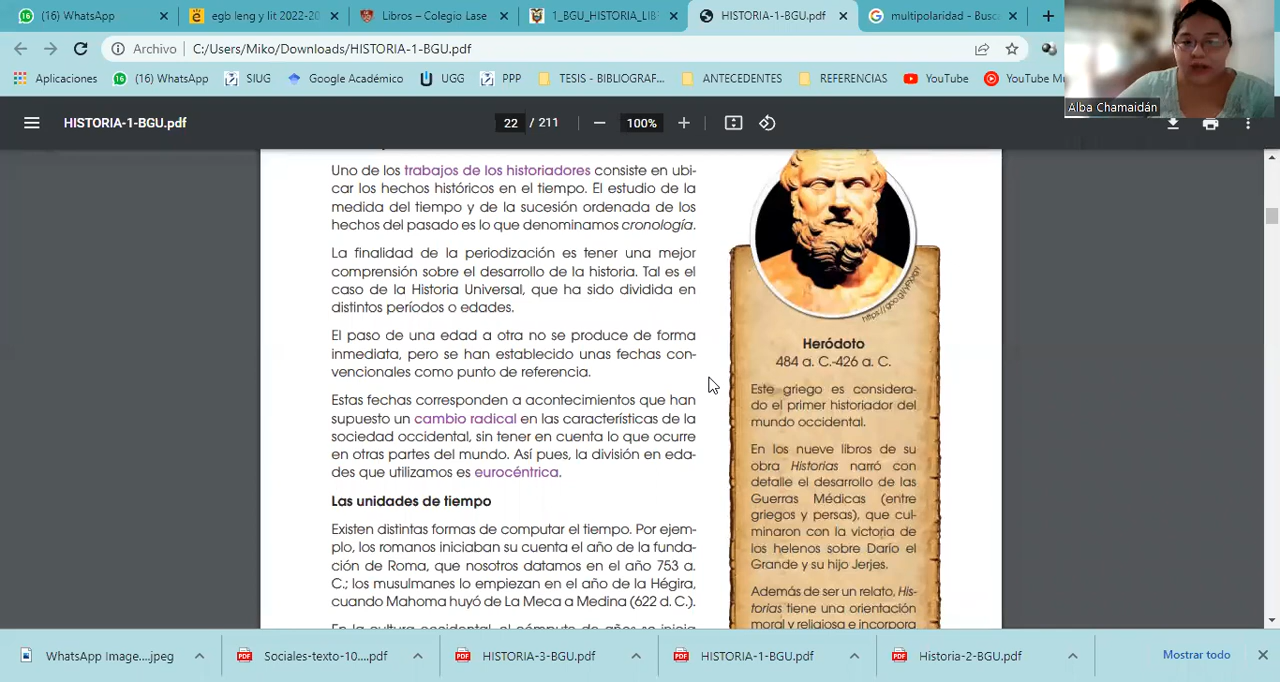 (16) WhatsApp
egb leng y lit 2022-20
Libros – Colegio Lase
1_BGU_HISTORIA_LIB
HISTORIA-1-BGU.pdf
multipolaridad - Busc
Archivo
C:/Users/Miko/Downloads/HISTORIA-1-BGU.pdf
Aplicaciones
(16) WhatsApp
SIUG
Google Académico
UGG
PPP
TESIS - BIBLIOGRAF...
ANTECEDENTES
REFERENCIAS
YouTube
YouTube Mu
Alba Chamaidán
HISTORIA-1-BGU.pdf
22 / 211
100%
Uno de los trabajos de los historiadores consiste en ubi-
car los hechos históricos en el tiempo. El estudio de la
medida del tiempo y de la sucesión ordenada de los
hechos del pasado es lo que denominamos cronología.
La finalidad de la periodización es tener una mejor
comprensión sobre el desarrollo de la historia. Tal es el
caso de la Historia Universal, que ha sido dividida en
distintos períodos o edades.
El paso de una edad a otra no se produce de forma
inmediata, pero se han establecido unas fechas con-
vencionales como punto de referencia.
Estas fechas corresponden a acontecimientos que han
supuesto un cambio radical en las características de la
sociedad occidental, sin tener en cuenta lo que ocurre
en otras partes del mundo. Así pues, la división en eda-
des que utilizamos es eurocéntrica.
Las unidades de tiempo
Existen distintas formas de computar el tiempo. Por ejem-
plo, los romanos iniciaban su cuenta el año de la funda-
ción de Roma, que nosotros datamos en el año 753 a.
C.; los musulmanes lo empiezan en el año de la Hégira,
cuando Mahoma huyó de La Meca a Medina (622 d. C.).
En la cultura occidental, el cómputo de años se inicia
Heródoto
484 a. C.-426 a. C.
Este griego es considera-
do el primer historiador del
mundo occidental.
En los nueve libros de su
obra Historias narró con
detalle el desarrollo de las
Guerras Médicas (entre
griegos y persas), que cul-
minaron con la victoria de
los helenos sobre Darío el
Grande y su hijo Jerjes.
Además de ser un relato, His-
torias tiene una orientación
moral y religiosa e incorpora
WhatsApp Image....jpeg
Sociales-texto-10....pdf
HISTORIA-3-BGU.pdf
HISTORIA-1-BGU.pdf
Historia-2-BGU.pdf
Mostrar todo